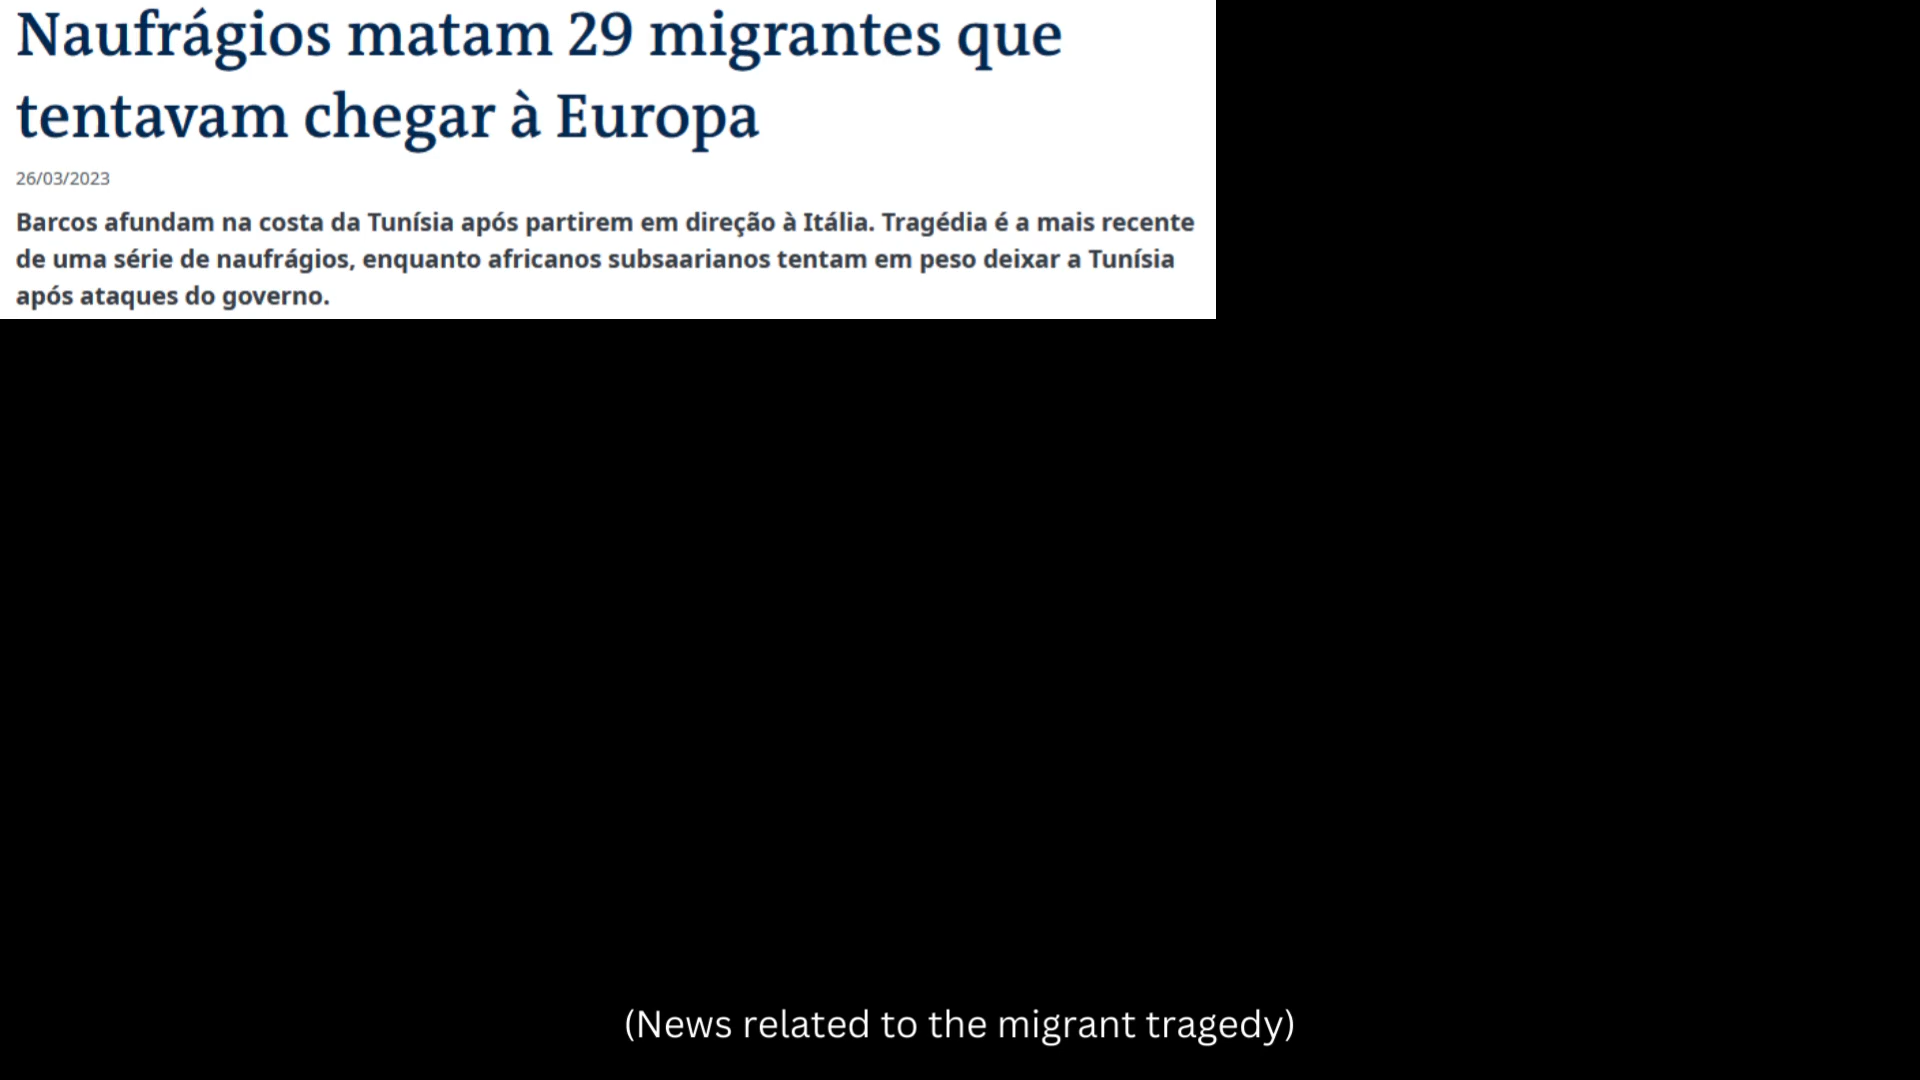 Naufrágios matam 29 migrantes que
tentavam chegar à Europa
26/03/2023
Barcos afundam na costa da Tunísia após partirem em direção à Itália. Tragédia é a mais recente
de uma série de naufrágios, enquanto africanos subsaarianos tentam em peso deixar a Tunísia
após ataques do governo.
(News related to the migrant tragedy)